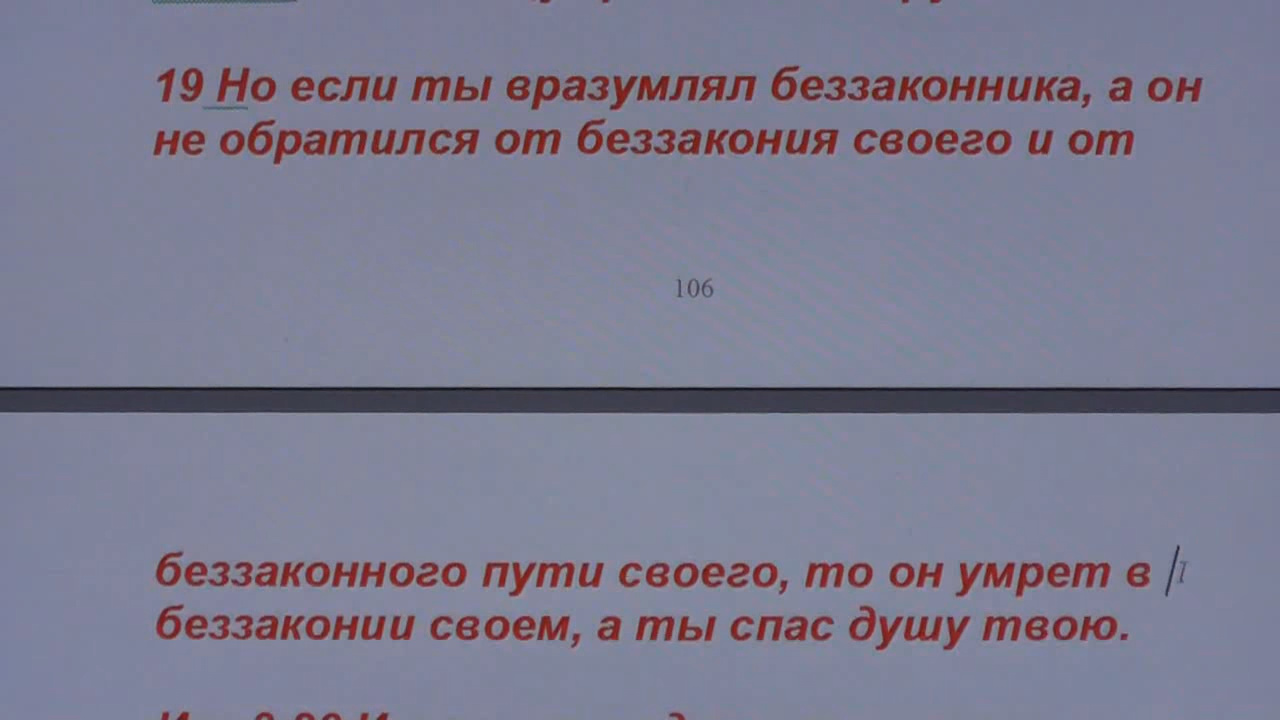 19 Но если ты вразумлял беззаконника, а он
не обратился от беззакония своего и от
106
беззаконного пути своего, то он умрет в
беззаконии своем, а ты спас душу твою.